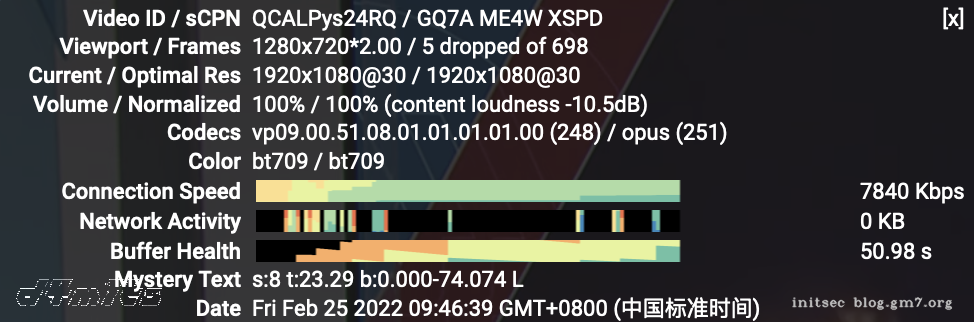 Video ID / sCPN QCALPys24RQ / GQ7A ME4W XSPD [x]
Viewport / Frames 1280x720*2.00 / 5 dropped of 698
Current / Optimal Res 1920x1080@30 / 1920x1080@30
Volume / Normalized 100% / 100% (content loudness -10.5dB)
Codecs vp09.00.51.08.01.01.01.01.00 (248) / opus (251)
Color bt709 / bt709
Connection Speed 7840 Kbps
Network Activity 0 KB
Buffer Health 50.98 s
Mystery Text s:8 t:23.29 b:0.000-74.074 L
Date Fri Feb 25 2022 09:46:39 GMT+0800 (中国标准时间)
initsec blog.gm7.org